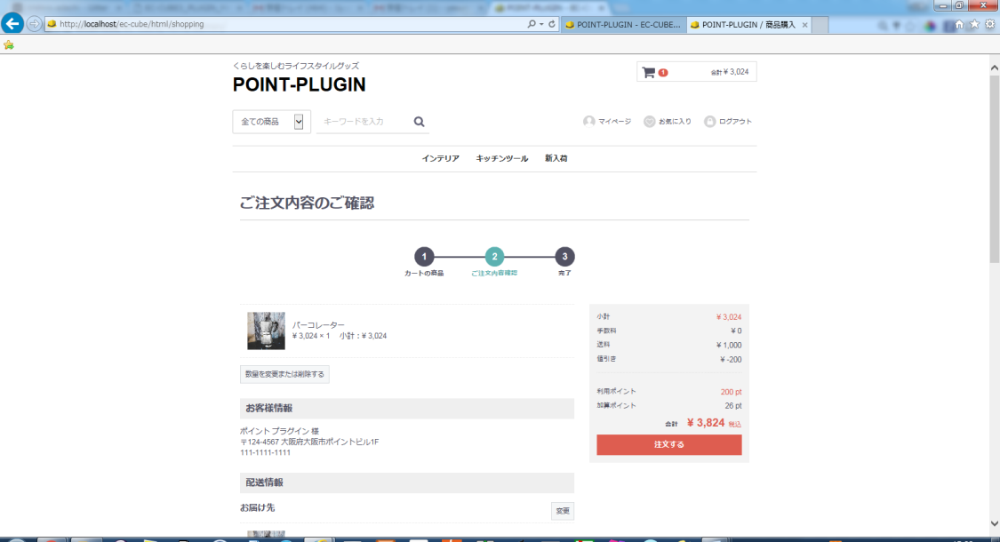 http://localhost/ec-cube/html/shopping
POINT-PLUGIN - EC-CUBE...
POINT-PLUGIN / 商品購入
くらしを楽しむライフスタイルグッズ
POINT-PLUGIN
1
合計 ¥ 3,024
全ての商品
キーワードを入力
マイページ
お気に入り
ログアウト
インテリア
キッチンツール
新入荷
ご注文内容のご確認
1
2
3
カートの商品
ご注文内容確認
完了
パーコレーター
¥ 3,024 × 1 小計：¥ 3,024
数量を変更または削除する
お客様情報
ポイント プラグイン 様
〒124-4567 大阪府大阪市ポイントビル1F
111-1111-1111
配送情報
お届け先
変更
小計 ¥ 3,024
手数料 ¥ 0
送料 ¥ 1,000
値引き ¥ -200
利用ポイント 200 pt
加算ポイント 26 pt
合計 ¥ 3,824 税込
注文する